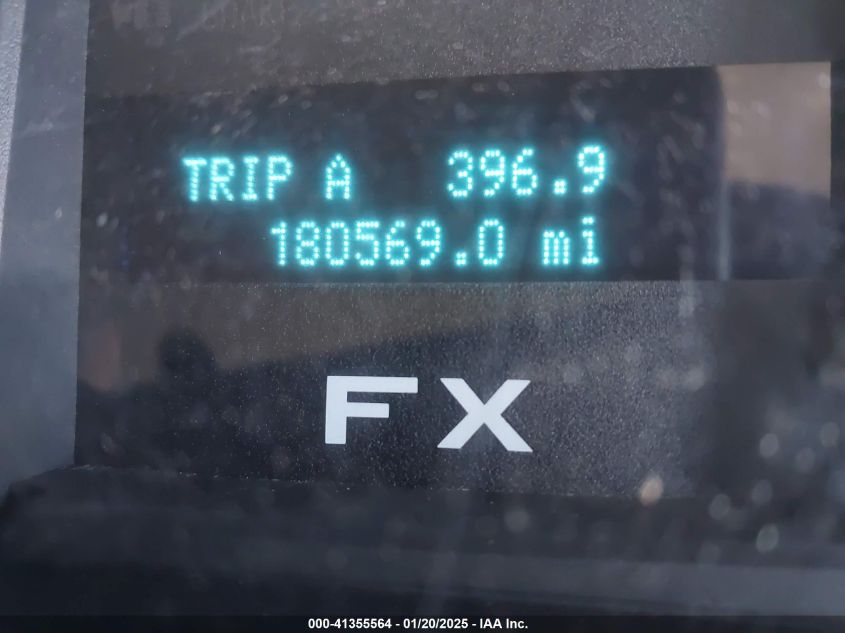 TRIP A 396.9
180569.0 mi
FX
000-41355564 - 01/20/2025 - IAA Inc.